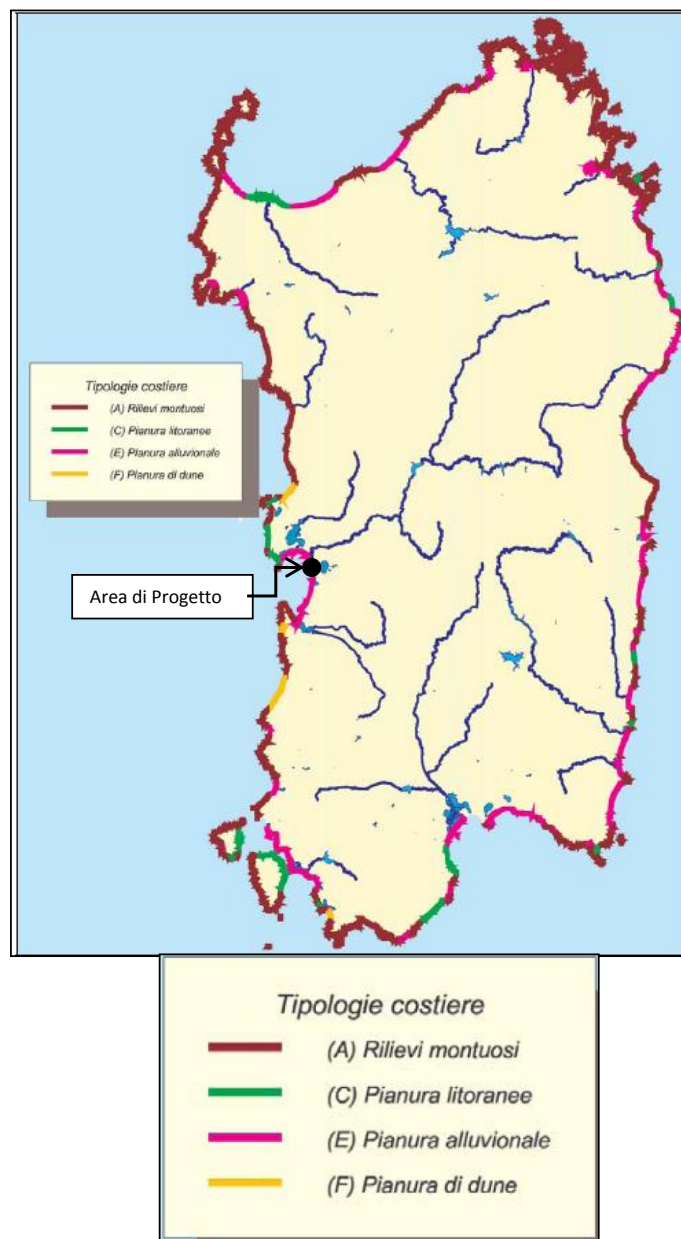 Tipologie costiere
(A) Rilievi montuosi
(C) Pianura litoranee
(E) Pianura alluvionale
(F) Pianura di dune
Area di Progetto
Tipologie costiere
(A) Rilievi montuosi
(C) Pianura litoranee
(E) Pianura alluvionale
(F) Pianura di dune